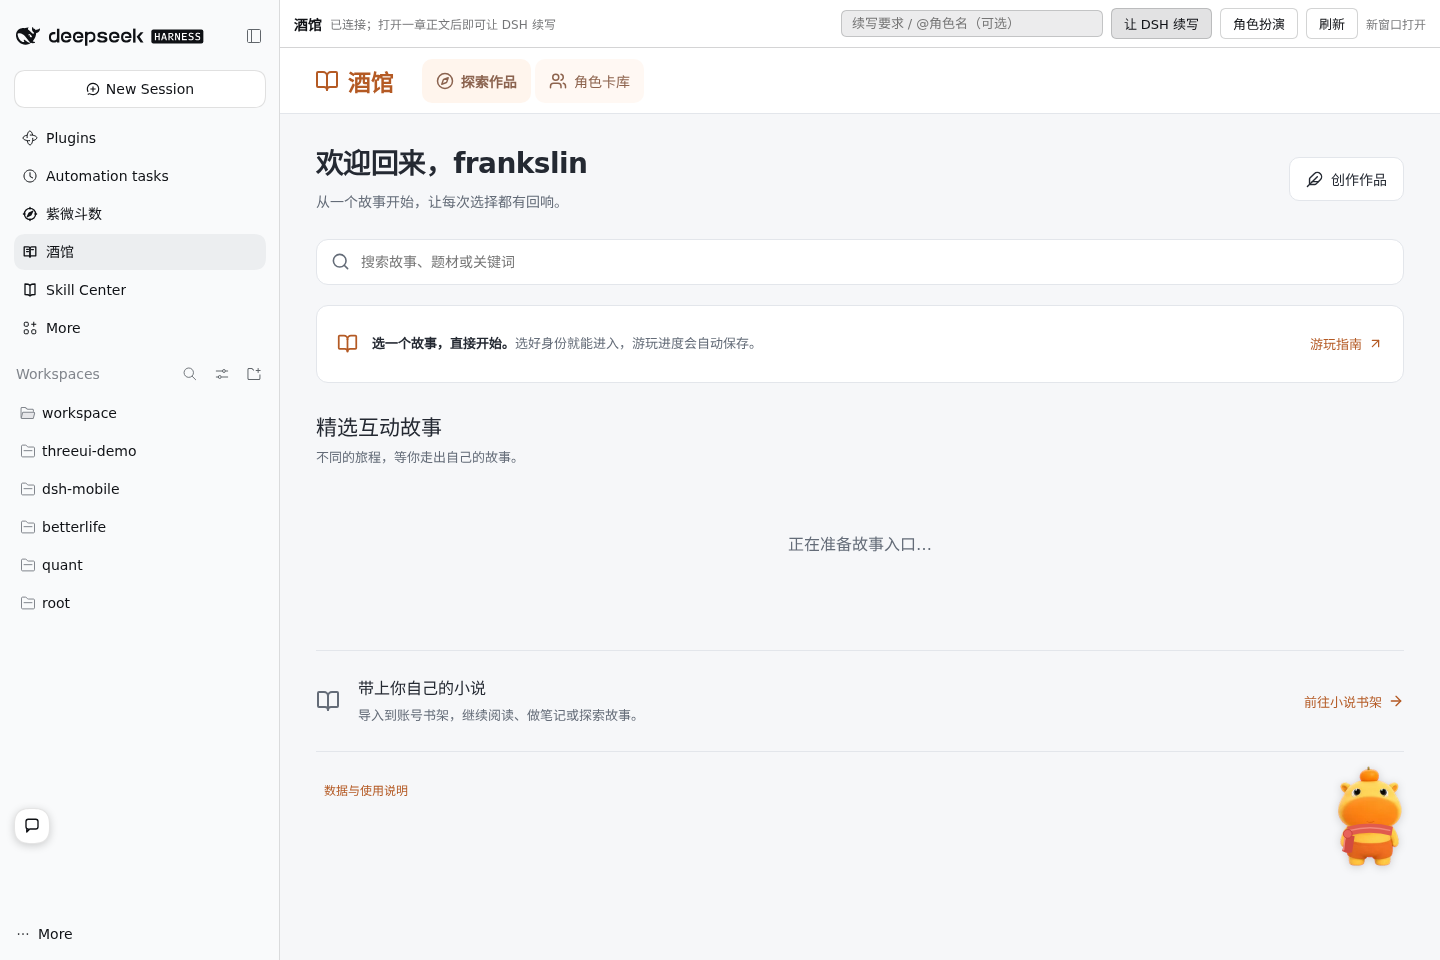 deepseek HARNESS
New Session
Plugins
Automation tasks
紫微斗数
酒馆
Skill Center
More
Workspaces
workspace
threeui-demo
dsh-mobile
betterlife
quant
root
More
酒馆 已连接；打开一章正文后即可让 DSH 续写 续写要求 / @角色名（可选） 让 DSH 续写 角色扮演 刷新 新窗口打开
酒馆 探索作品 角色卡库
欢迎回来，frankslin
从一个故事开始，让每次选择都有回响。
创作作品
搜索故事、题材或关键词
选一个故事，直接开始。选好身份就能进入，游玩进度会自动保存。 游玩指南
精选互动故事
不同的旅程，等你走出自己的故事。
正在准备故事入口…
带上你自己的小说
导入到账号书架，继续阅读、做笔记或探索故事。
前往小说书架
数据与使用说明